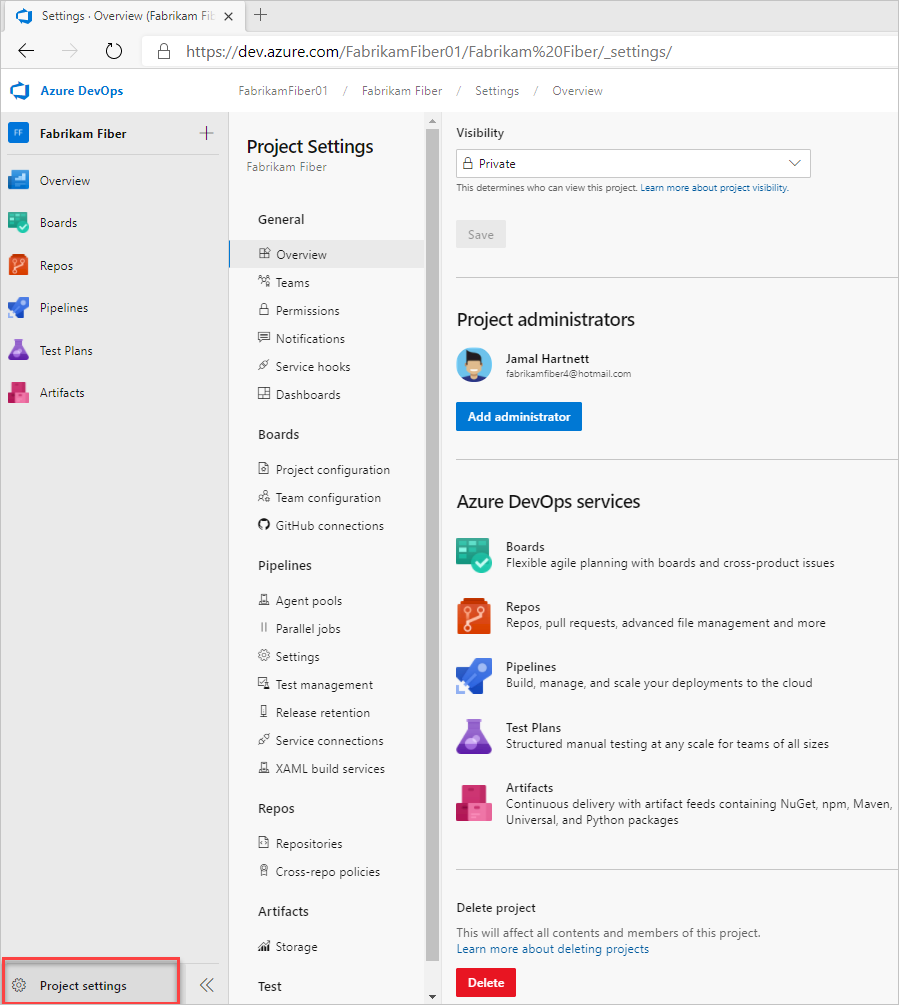 Settings · Overview (Fabrikam Fib
https://dev.azure.com/FabrikamFiber01/Fabrikam%20Fiber/_settings/
Azure DevOps
FabrikamFiber01 / Fabrikam Fiber / Settings / Overview
FF Fabrikam Fiber
Overview
Boards
Repos
Pipelines
Test Plans
Artifacts
Project settings
Project Settings
Fabrikam Fiber
General
Overview
Teams
Permissions
Notifications
Service hooks
Dashboards
Boards
Project configuration
Team configuration
GitHub connections
Pipelines
Agent pools
Parallel jobs
Settings
Test management
Release retention
Service connections
XAML build services
Repos
Repositories
Cross-repo policies
Artifacts
Storage
Test
Visibility
Private
This determines who can view this project. Learn more about project visibility.
Save
Project administrators
Jamal Hartnett
fabrikamfiber4@hotmail.com
Add administrator
Azure DevOps services
Boards
Flexible agile planning with boards and cross-product issues
Repos
Repos, pull requests, advanced file management and more
Pipelines
Build, manage, and scale your deployments to the cloud
Test Plans
Structured manual testing at any scale for teams of all sizes
Artifacts
Continuous delivery with artifact feeds containing NuGet, npm, Maven,
Universal, and Python packages
Delete project
This will affect all contents and members of this project.
Learn more about deleting projects
Delete